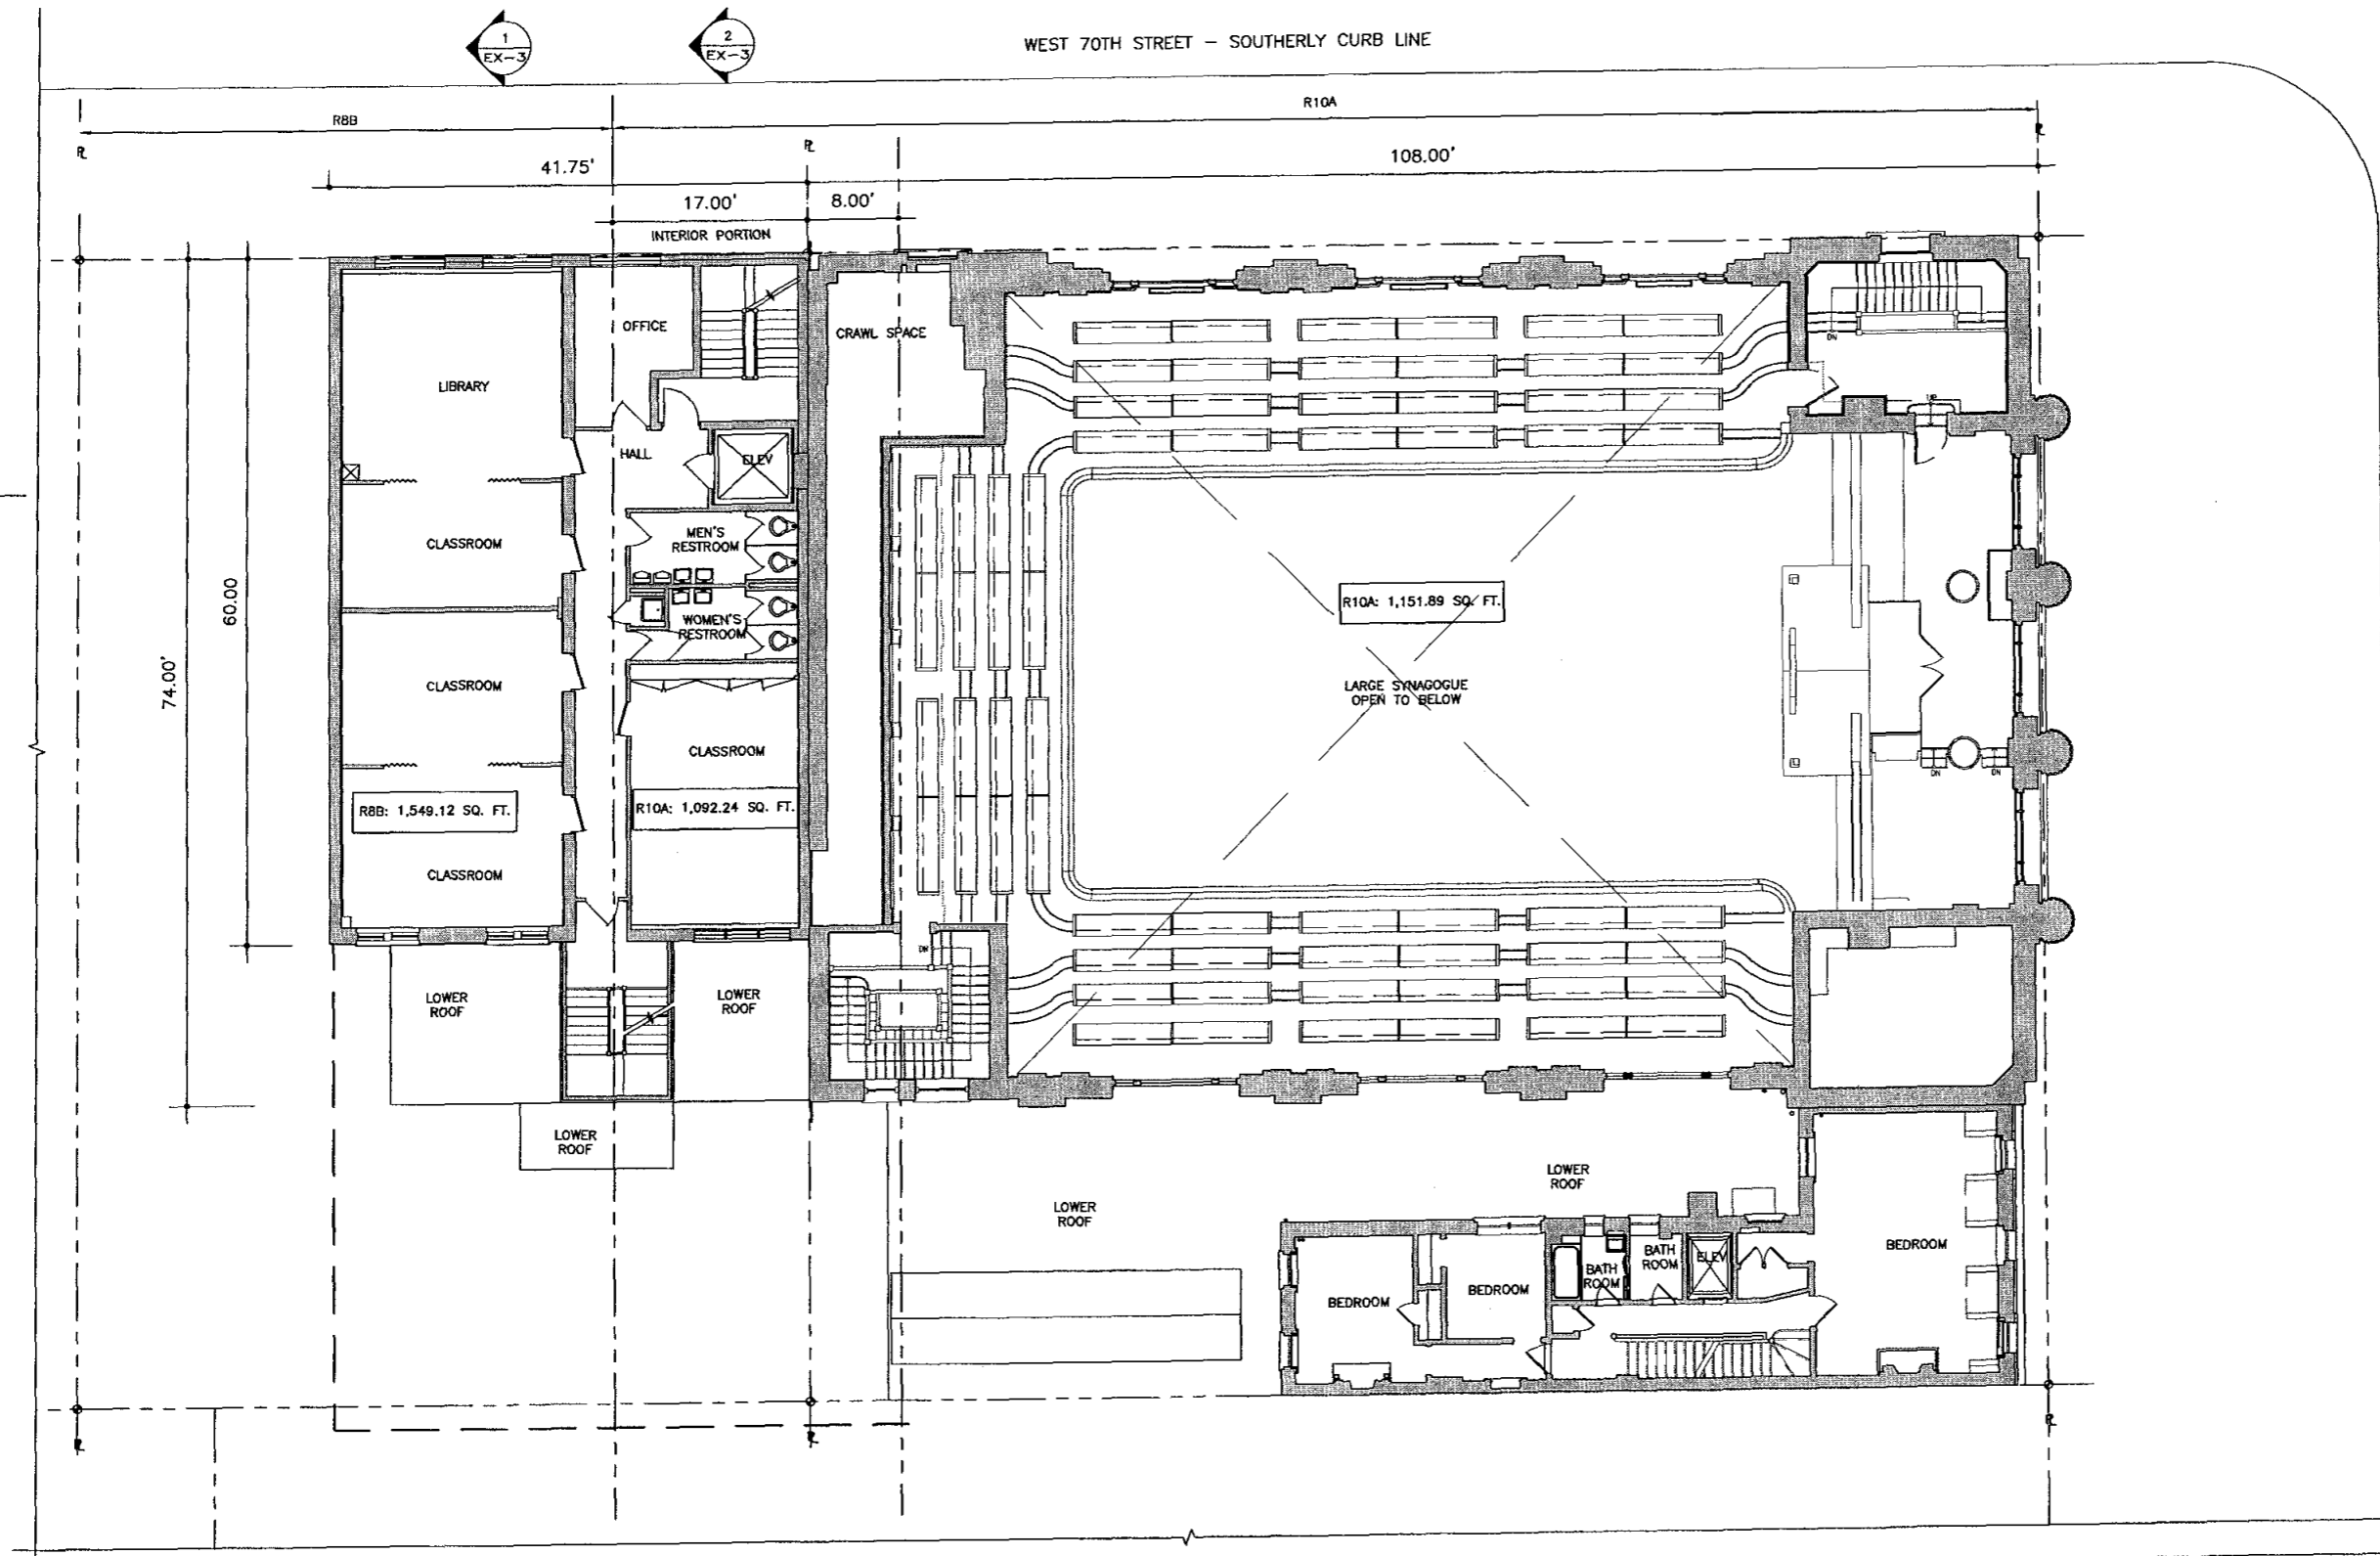 1
EX-3
2
EX-3
WEST 70TH STREET – SOUTHERLY CURB LINE
R8B
R10A
41.75'
108.00'
17.00'
8.00'
INTERIOR PORTION
OFFICE
CRAWL SPACE
LIBRARY
DN
UP
HALL
ELEV
60.00
74.00'
CLASSROOM
MEN'S
RESTROOM
WOMEN'S
RESTROOM
R10A: 1,151.89 SQ. FT.
LARGE SYNAGOGUE
OPEN TO BELOW
CLASSROOM
CLASSROOM
DN
DN
R8B: 1,549.12 SQ. FT.
R10A: 1,092.24 SQ. FT.
CLASSROOM
DN
LOWER
ROOF
LOWER
ROOF
LOWER
ROOF
LOWER
ROOF
LOWER
ROOF
BEDROOM
BEDROOM
BATH
ROOM
BATH
ROOM
ELEV
BEDROOM